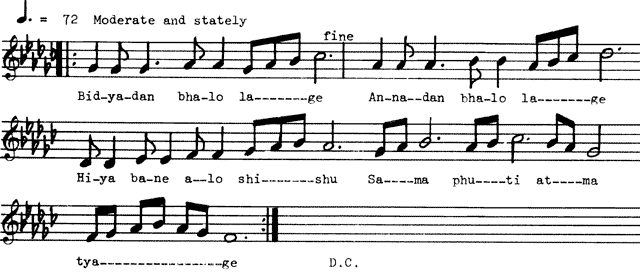 ♩. = 72 Moderate and stately
fine
Bid-ya-dan bha-lo la-------ge An-na-dan bha-lo la-------ge
Hi-ya ba-ne a-lo shi------shu Sa----ma phu----ti at----ma
tya------------------ge D.C.